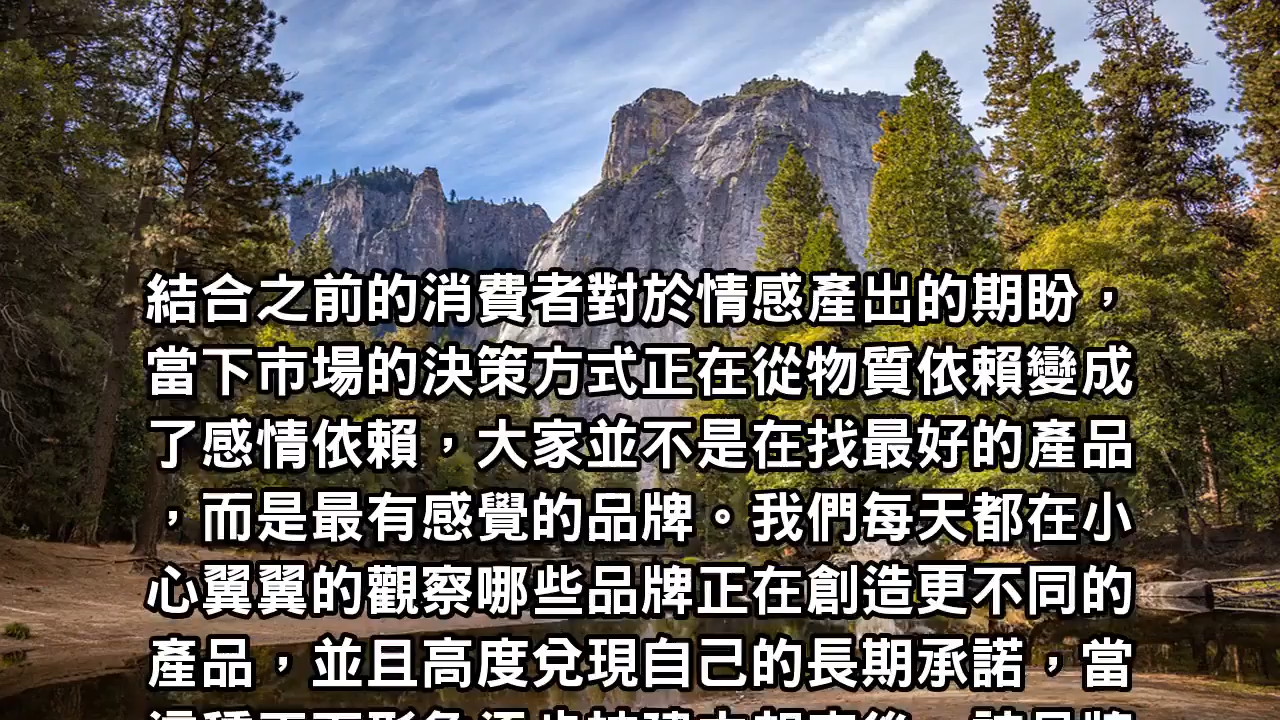 結合之前的消費者對於情感產出的期盼，
當下市場的決策方式正在從物質依賴變成
了感情依賴，大家並不是在找最好的產品
，而是最有感覺的品牌。我們每天都在小
心翼翼的觀察哪些品牌正在創造更不同的
產品，並且高度兌現自己的長期承諾，當